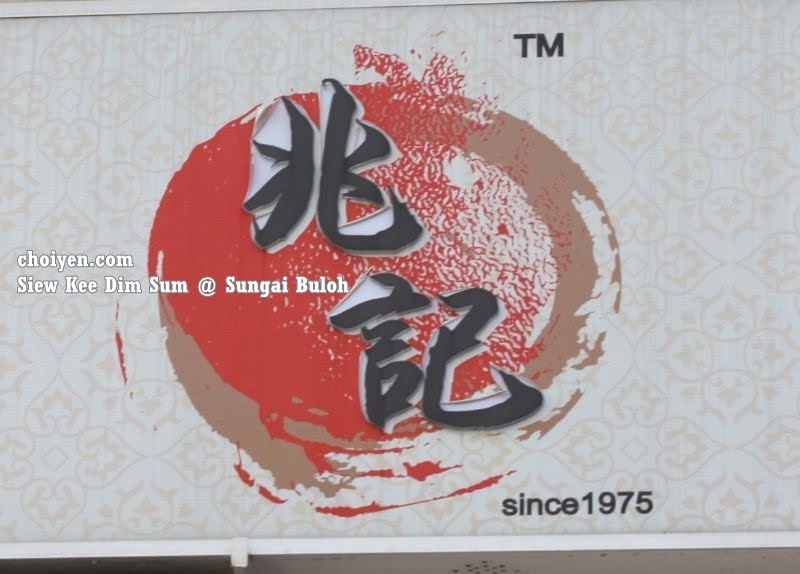 TM
兆
記
choiyen.com
Siew Kee Dim Sum @ Sungai Buloh
since1975